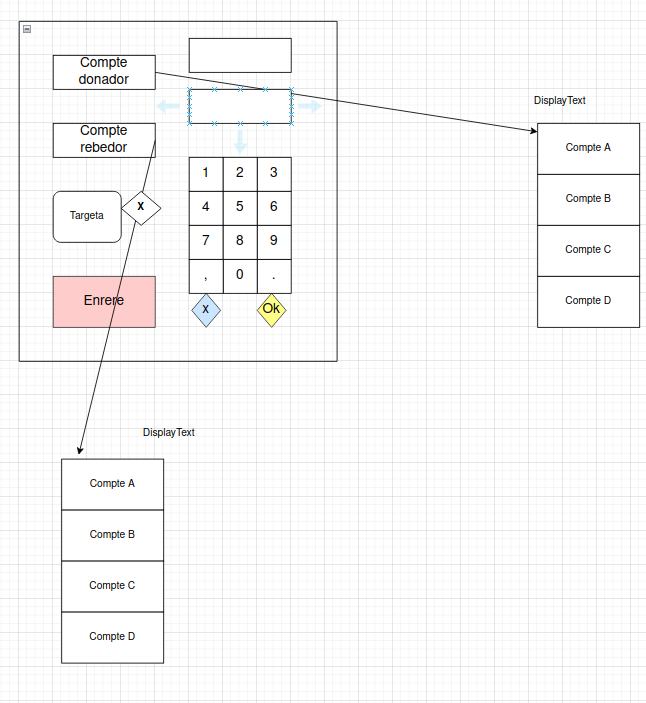 Compte
donador
Compte
rebedor
Targeta
X
Enrere
1 2 3
4 5 6
7 8 9
, 0 .
X
Ok
DisplayText
Compte A
Compte B
Compte C
Compte D
DisplayText
Compte A
Compte B
Compte C
Compte D